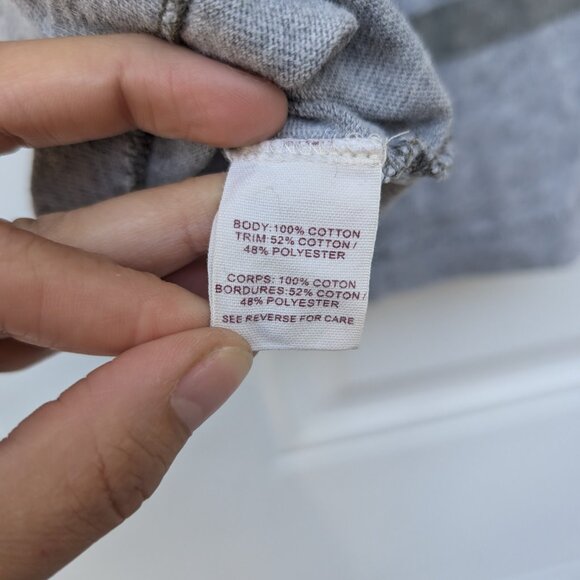 BODY: 100% COTTON
TRIM: 52% COTTON /
48% POLYESTER
CORPS: 100% COTON
BORDURES: 52% COTON /
48% POLYESTER
SEE REVERSE FOR CARE